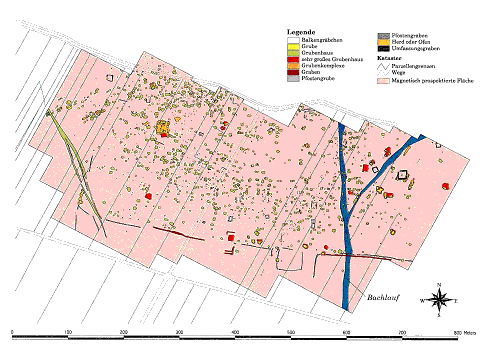 Legende
Balkengräbchen
Grube
Grubenhaus
sehr großes Grubenhaus
Grubenkomplexe
Graben
Pfostengrube
Pfostengraben
Herd oder Ofen
Umfassungsgraben
Kataster
Parzellengrenzen
Wege
Magnetisch prospektierte Fläche
Bachlauf
N
W E
S
0 100 200 300 400 500 600 700 800 Meters